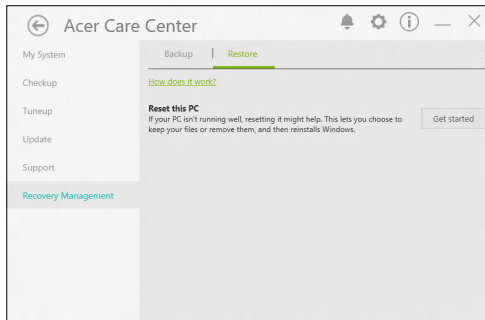 Acer Care Center
My System
Checkup
Tuneup
Update
Support
Recovery Management
Backup
Restore
How does it work?
Reset this PC
If your PC isn't running well, resetting it might help. This lets you choose to
keep your files or remove them, and then reinstalls Windows.
Get started